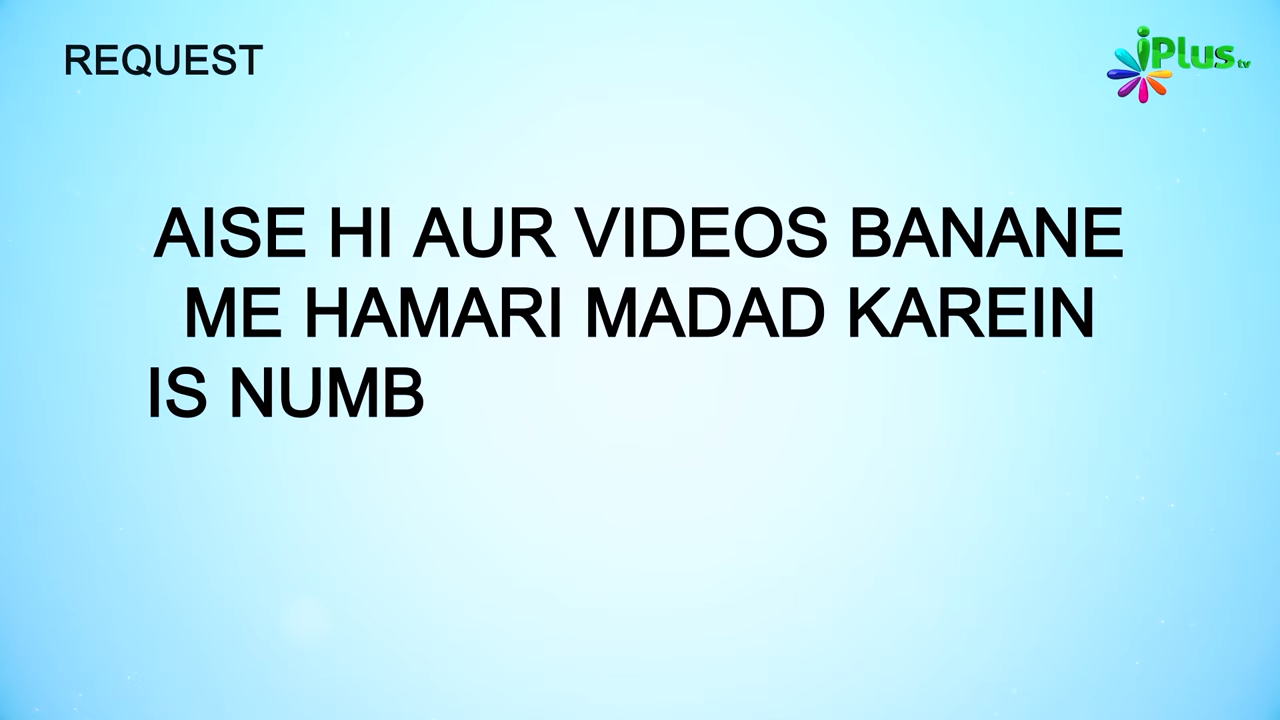 REQUEST
iPlus tv
AISE HI AUR VIDEOS BANANE
ME HAMARI MADAD KAREIN
IS NUMB